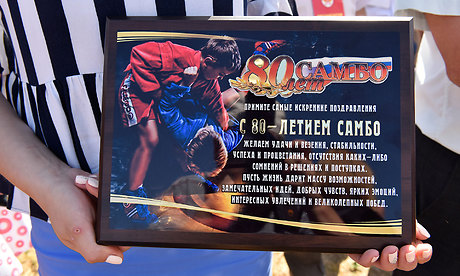 80 лет САМБО
ПРИМИТЕ САМЫЕ ИСКРЕННИЕ ПОЗДРАВЛЕНИЯ
С 80-ЛЕТИЕМ САМБО
ЖЕЛАЕМ УДАЧИ И ВЕЗЕНИЯ, СТАБИЛЬНОСТИ,
УСПЕХА И ПРОЦВЕТАНИЯ, ОТСУТСТВИЯ КАКИХ-ЛИБО
СОМНЕНИЙ В РЕШЕНИЯХ И ПОСТУПКАХ.
ПУСТЬ ЖИЗНЬ ДАРИТ МАССУ ВОЗМОЖНОСТЕЙ,
ЗАМЕЧАТЕЛЬНЫХ ИДЕЙ, ДОБРЫХ ЧУВСТВ, ЯРКИХ ЭМОЦИЙ,
ИНТЕРЕСНЫХ УВЛЕЧЕНИЙ И ВЕЛИКОЛЕПНЫХ ПОБЕД.